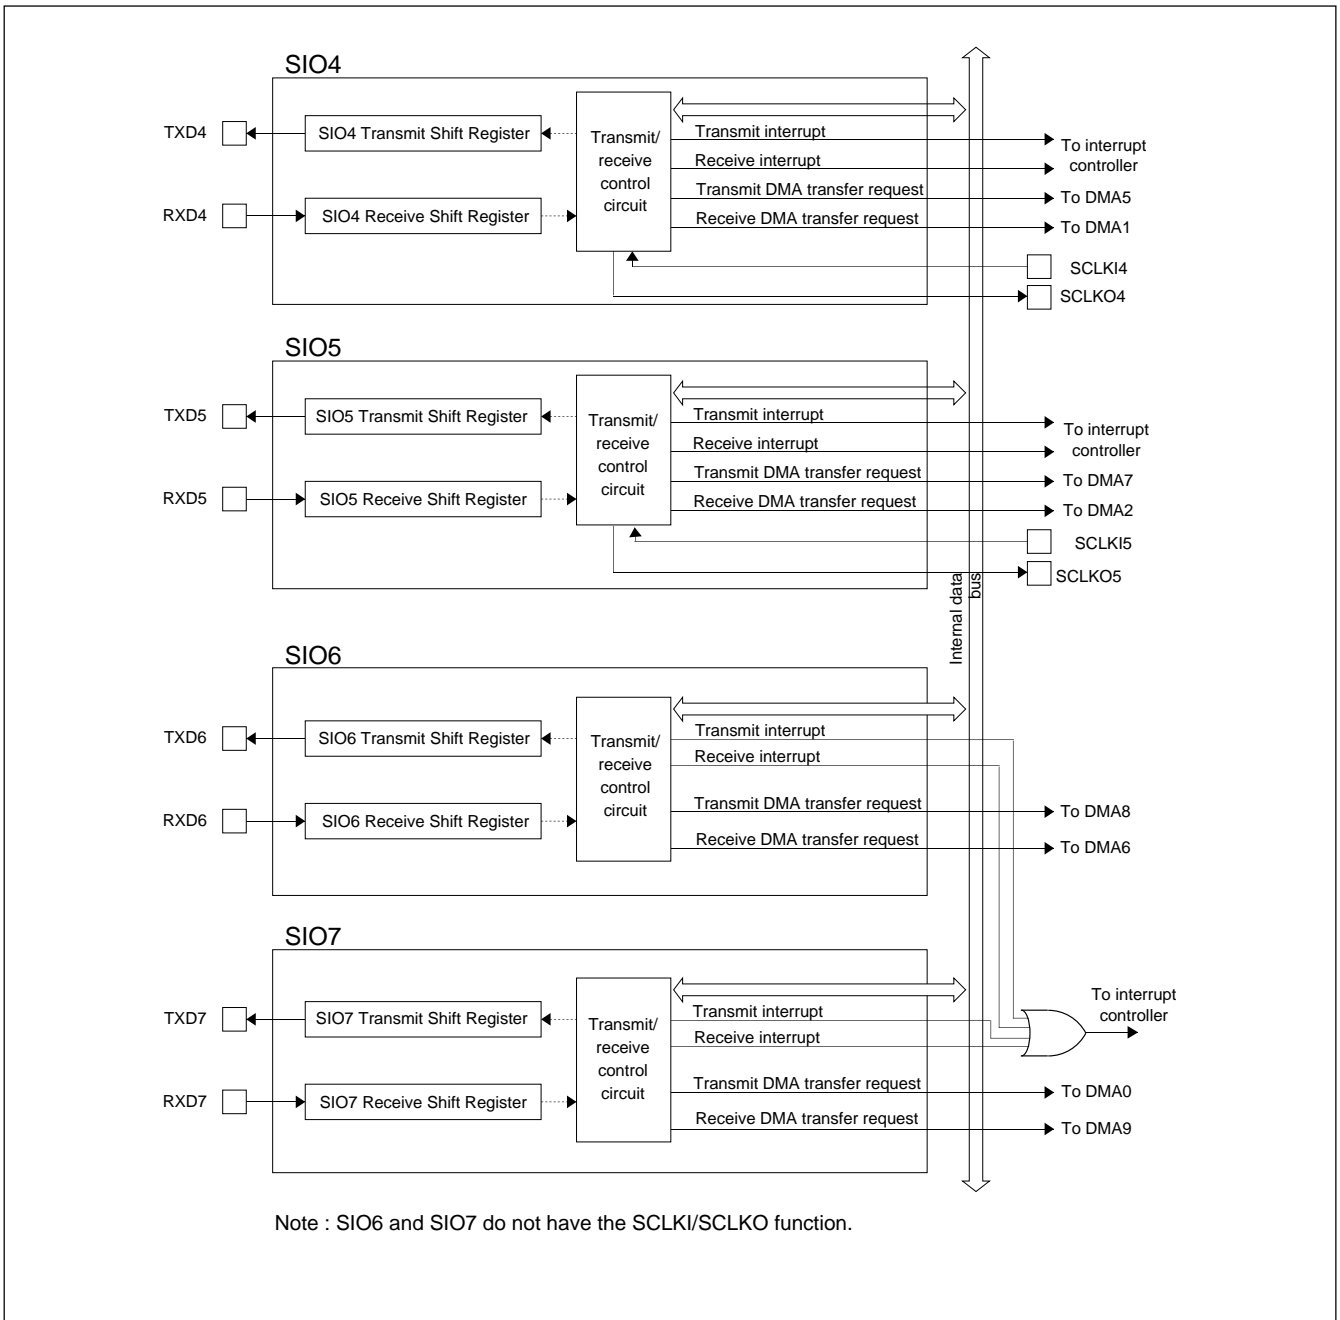 SIO4
TXD4
SIO4 Transmit Shift Register
RXD4
SIO4 Receive Shift Register
Transmit/
receive
control
circuit
Transmit interrupt
Receive interrupt
Transmit DMA transfer request
Receive DMA transfer request
To interrupt
controller
To DMA5
To DMA1
SCLKI4
SCLKO4
SIO5
TXD5
SIO5 Transmit Shift Register
RXD5
SIO5 Receive Shift Register
Transmit/
receive
control
circuit
Transmit interrupt
Receive interrupt
Transmit DMA transfer request
Receive DMA transfer request
To interrupt
controller
To DMA7
To DMA2
SCLKI5
SCLKO5
Internal data
bus
SIO6
TXD6
SIO6 Transmit Shift Register
RXD6
SIO6 Receive Shift Register
Transmit/
receive
control
circuit
Transmit interrupt
Receive interrupt
Transmit DMA transfer request
Receive DMA transfer request
To DMA8
To DMA6
SIO7
TXD7
SIO7 Transmit Shift Register
RXD7
SIO7 Receive Shift Register
Transmit/
receive
control
circuit
Transmit interrupt
Receive interrupt
Transmit DMA transfer request
Receive DMA transfer request
To interrupt
controller
To DMA0
To DMA9
Note : SIO6 and SIO7 do not have the SCLKI/SCLKO function.